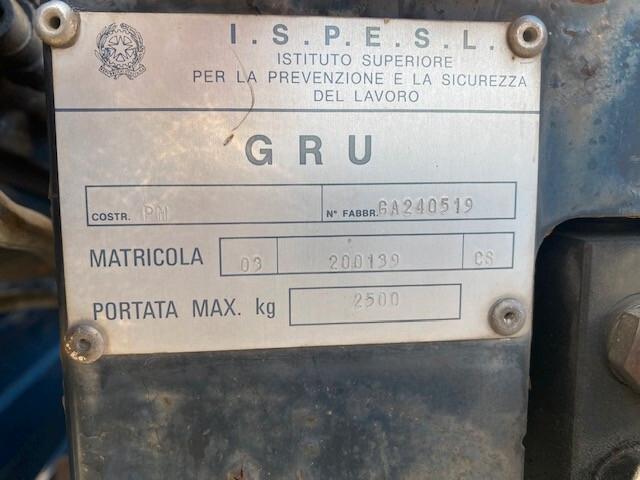 I.S.P.E.S.L.
ISTITUTO SUPERIORE
PER LA PREVENZIONE E LA SICUREZZA
DEL LAVORO
GRU
COSTR. PM N° FABBR. GA240519
MATRICOLA 03 200139 CS
PORTATA MAX. kg 2500